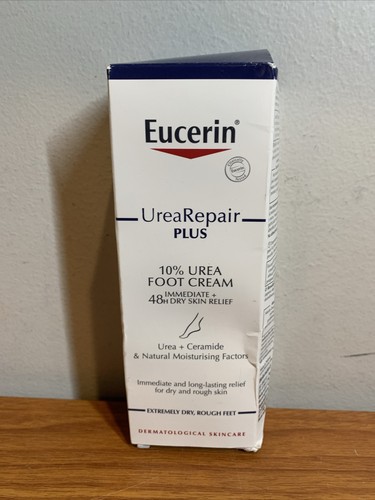 Eucerin®
UreaRepair
PLUS
10% UREA
FOOT CREAM
48H IMMEDIATE +
DRY SKIN RELIEF
Urea + Ceramide
& Natural Moisturising Factors
Immediate and long-lasting relief
for dry and rough skin
EXTREMELY DRY, ROUGH FEET
DERMATOLOGICAL SKINCARE